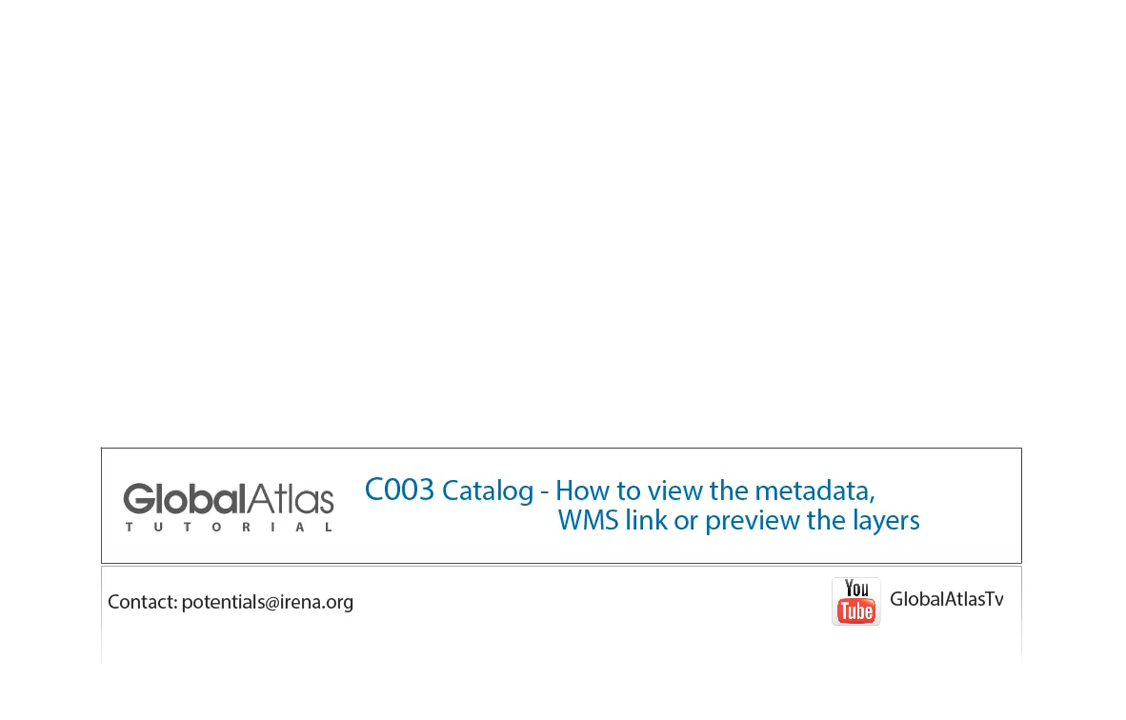 GlobalAtlas
TUTORIAL
C003 Catalog - How to view the metadata,
WMS link or preview the layers
Contact: potentials@irena.org
You
Tube
GlobalAtlasTv